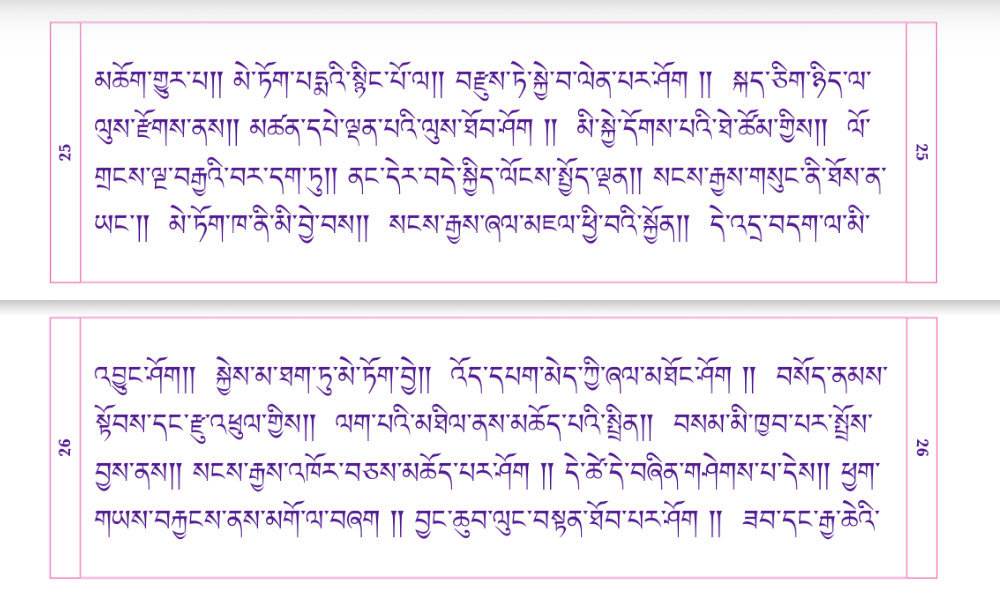 མཆོག་གྱུར་པ།། མེ་ཏོག་པདྨའི་སྙིང་པོ་ལ།། བརྫུས་ཏེ་སྐྱེ་བ་ལེན་པར་ཤོག །། སྐད་ཅིག་ཉིད་ལ་
ལུས་རྫོགས་ནས།། མཚན་དཔེ་ལྡན་པའི་ལུས་ཐོབ་ཤོག །། མི་སྐྱེ་དོགས་པའི་ཐེ་ཚོམ་གྱིས།། ལོ་
25
25
གྲངས་ལྔ་བརྒྱའི་བར་དག་ཏུ།། ནང་དེར་བདེ་སྐྱིད་ལོངས་སྤྱོད་ལྡན།། སངས་རྒྱས་གསུང་ནི་ཐོས་ན་
ཡང་།། མེ་ཏོག་ཁ་ནི་མི་བྱེ་བས།། སངས་རྒྱས་ཞལ་མཇལ་ཕྱི་བའི་སྐྱོན།། དེ་འདྲ་བདག་ལ་མི་
འབྱུང་ཤོག།། སྐྱེས་མ་ཐག་ཏུ་མེ་ཏོག་བྱེ།། འོད་དཔག་མེད་ཀྱི་ཞལ་མཐོང་ཤོག །། བསོད་ནམས་
སྟོབས་དང་རྫུ་འཕྲུལ་གྱིས།། ལག་པའི་མཐིལ་ནས་མཆོད་པའི་སྤྲིན།། བསམ་མི་ཁྱབ་པར་སྤྲོས་
26
26
བྱས་ནས།། སངས་རྒྱས་འཁོར་བཅས་མཆོད་པར་ཤོག །། དེ་ཚེ་དེ་བཞིན་གཤེགས་པ་དེས།། ཕྱག་
གཡས་བརྐྱངས་ནས་མགོ་ལ་བཞག །། བྱང་ཆུབ་ལུང་བསྟན་ཐོབ་པར་ཤོག །། ཟབ་དང་རྒྱ་ཆེའི་